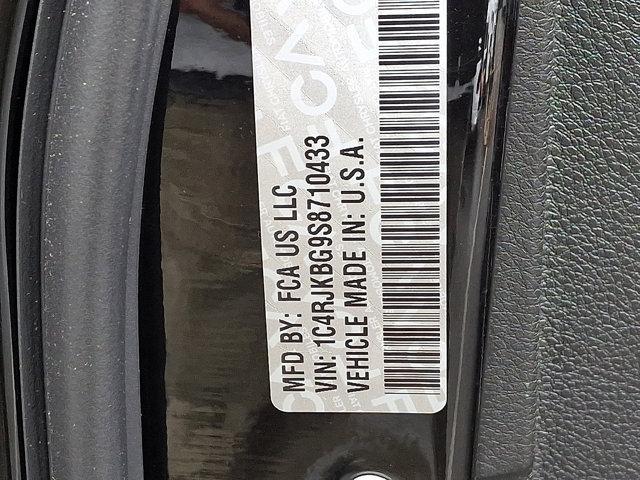 MFD BY: FCA US LLC
VIN: 1C4RJKBG9S8710433
VEHICLE MADE IN: U.S.A.